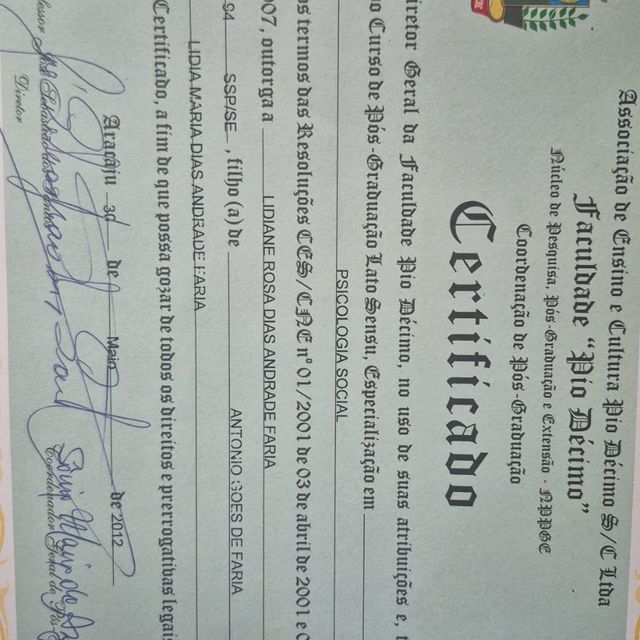 Associação de Ensino e Cultura Pio Décimo S/C Ltda
Faculdade "Pio Décimo"
Núcleo de Pesquisa, Pós-Graduação e Extensão - NPPGE
Coordenação de Pós-Graduação
Certificado
iretor Geral da Faculdade Pio Décimo, no uso de suas atribuições e, t
o Curso de Pós-Graduação Lato Sensu, Especialização em
PSICOLOGIA SOCIAL
os termos das Resoluções CES/CNE nº 01/2001 de 03 de abril de 2001 e 0
007, outorga a LIDIANE ROSA DIAS ANDRADE FARIA
94 SSP/SE, filho (a) de ANTONIO GOES DE FARIA
LIDIA MARIA DIAS ANDRADE FARIA
Certificado, a fim de que possa gozar de todos os direitos e prerrogativas legai
Aracaju 30 de Maio de 2012
Diretor
Coordenador Geral de Pós